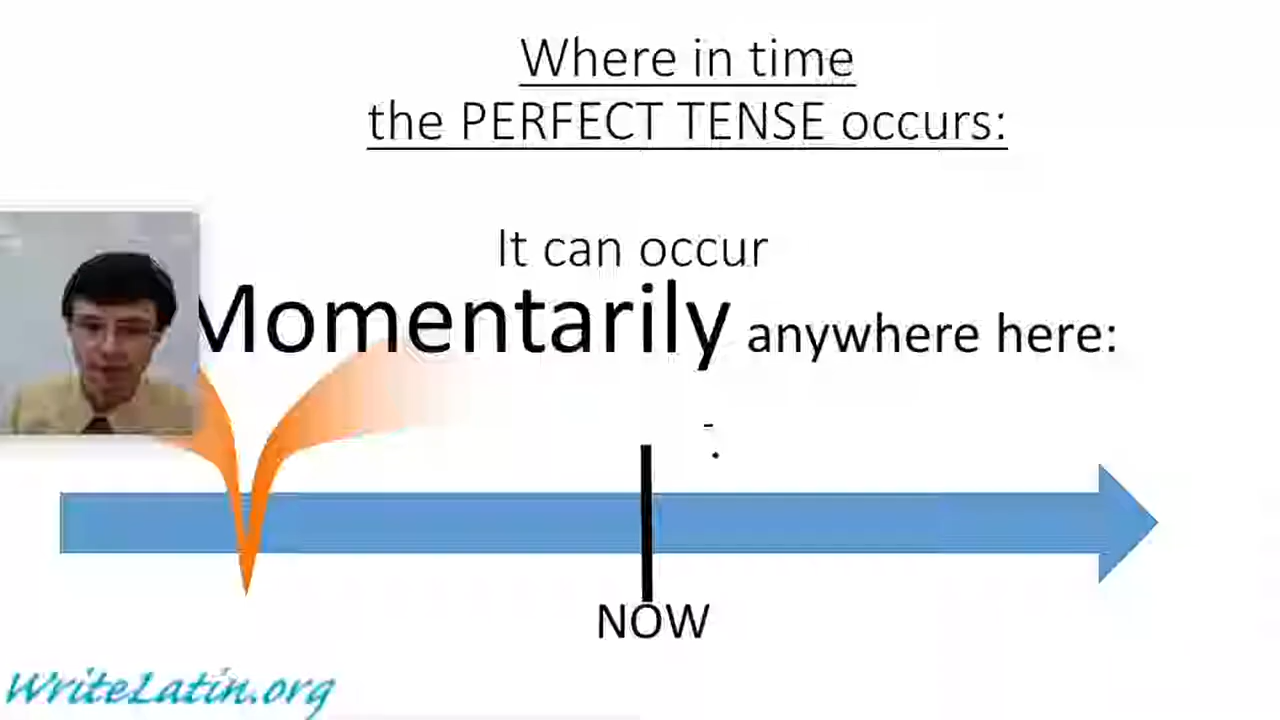 Where in time
the PERFECT TENSE occurs:
It can occur
Momentarily anywhere here:
NOW
WriteLatin.org